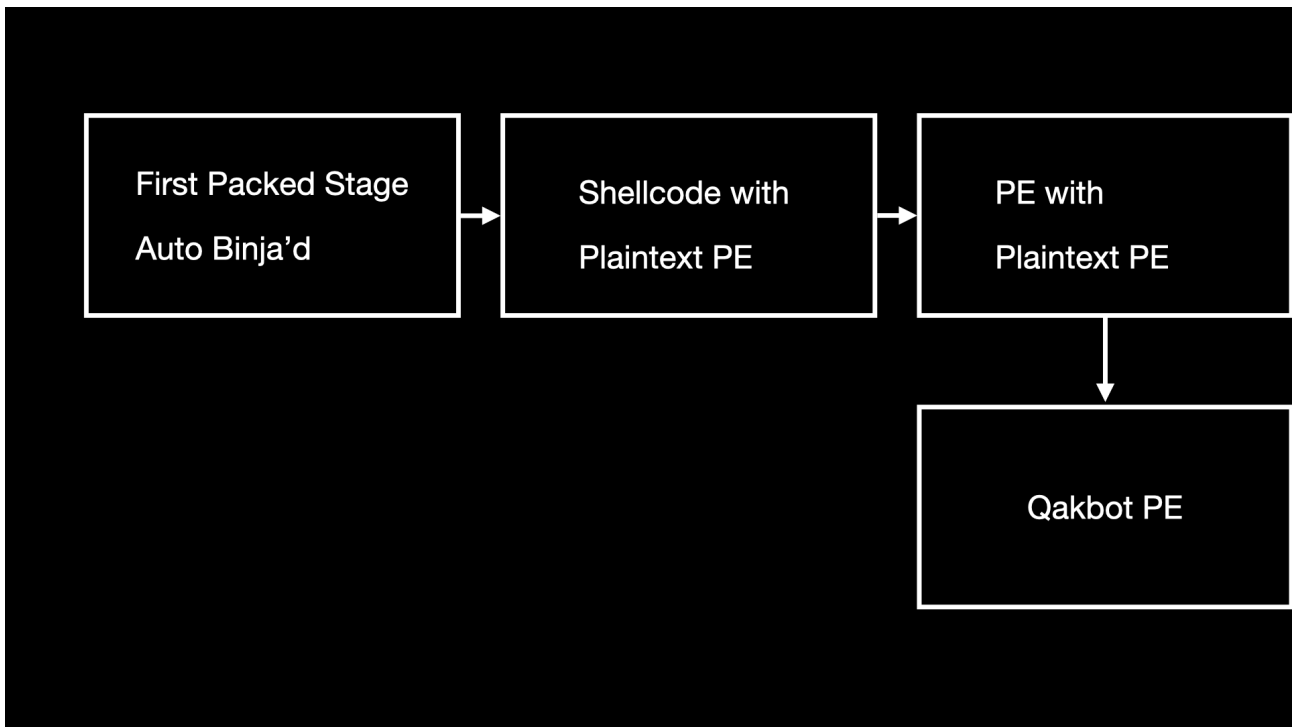 First Packed Stage
Auto Binja’d
Shellcode with
Plaintext PE
PE with
Plaintext PE
Qakbot PE